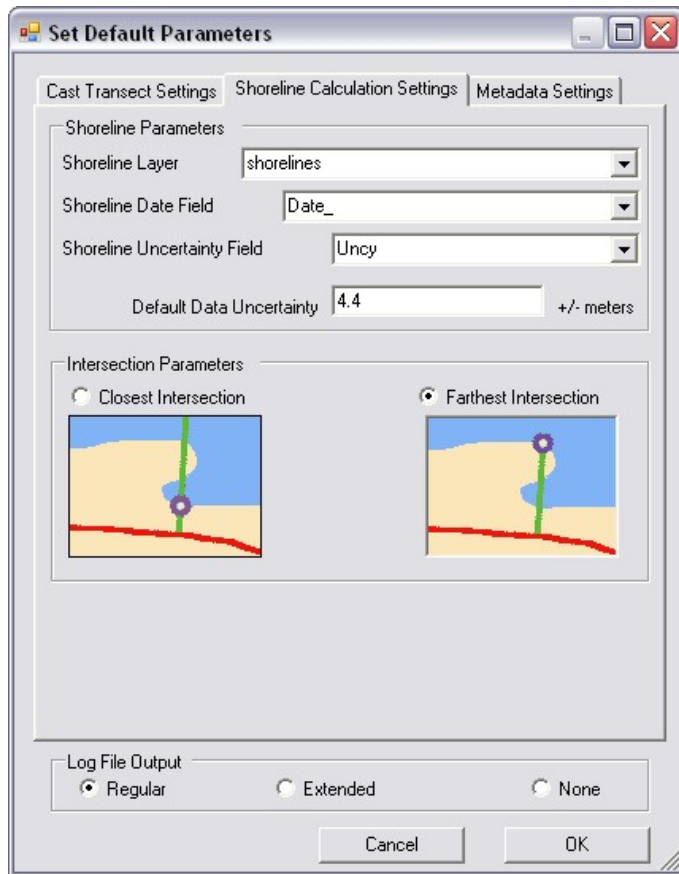 Set Default Parameters
Cast Transect Settings Shoreline Calculation Settings Metadata Settings
Shoreline Parameters
Shoreline Layer shorelines
Shoreline Date Field Date_
Shoreline Uncertainty Field Uncy
Default Data Uncertainty 4.4 +/- meters
Intersection Parameters
Closest Intersection Farthest Intersection
Log File Output
Regular Extended None
Cancel OK